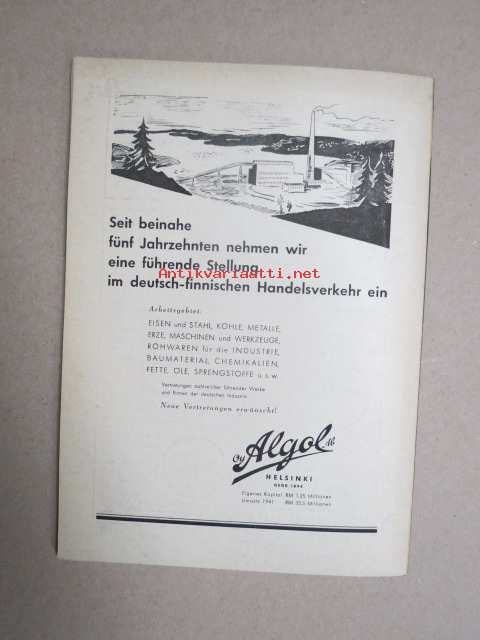 Seit beinahe
fünf Jahrzehnten nehmen wir
eine führende Stellung
Antikvariaatti.net
im deutsch-finnischen Handelsverkehr ein
Arbeitsgebiet:
EISEN und STAHL, KOHLE, METALLE,
ERZE, MASCHINEN und WERKZEUGE,
ROHWAREN für die INDUSTRIE,
BAUMATERIAL, CHEMIKALIEN,
FETTE, ÖLE, SPRENGSTOFFE u.s.w.
Vertretungen zahlreicher führender Werke
und Firmen der deutschen Industrie
Neue Vertretungen erwünscht!
Oy Algol Ab
HELSINKI
GEGR. 1894
Eigenes Kapital RM 1,25 Millionen
Umsatz 1941 RM 32,5 Millionen